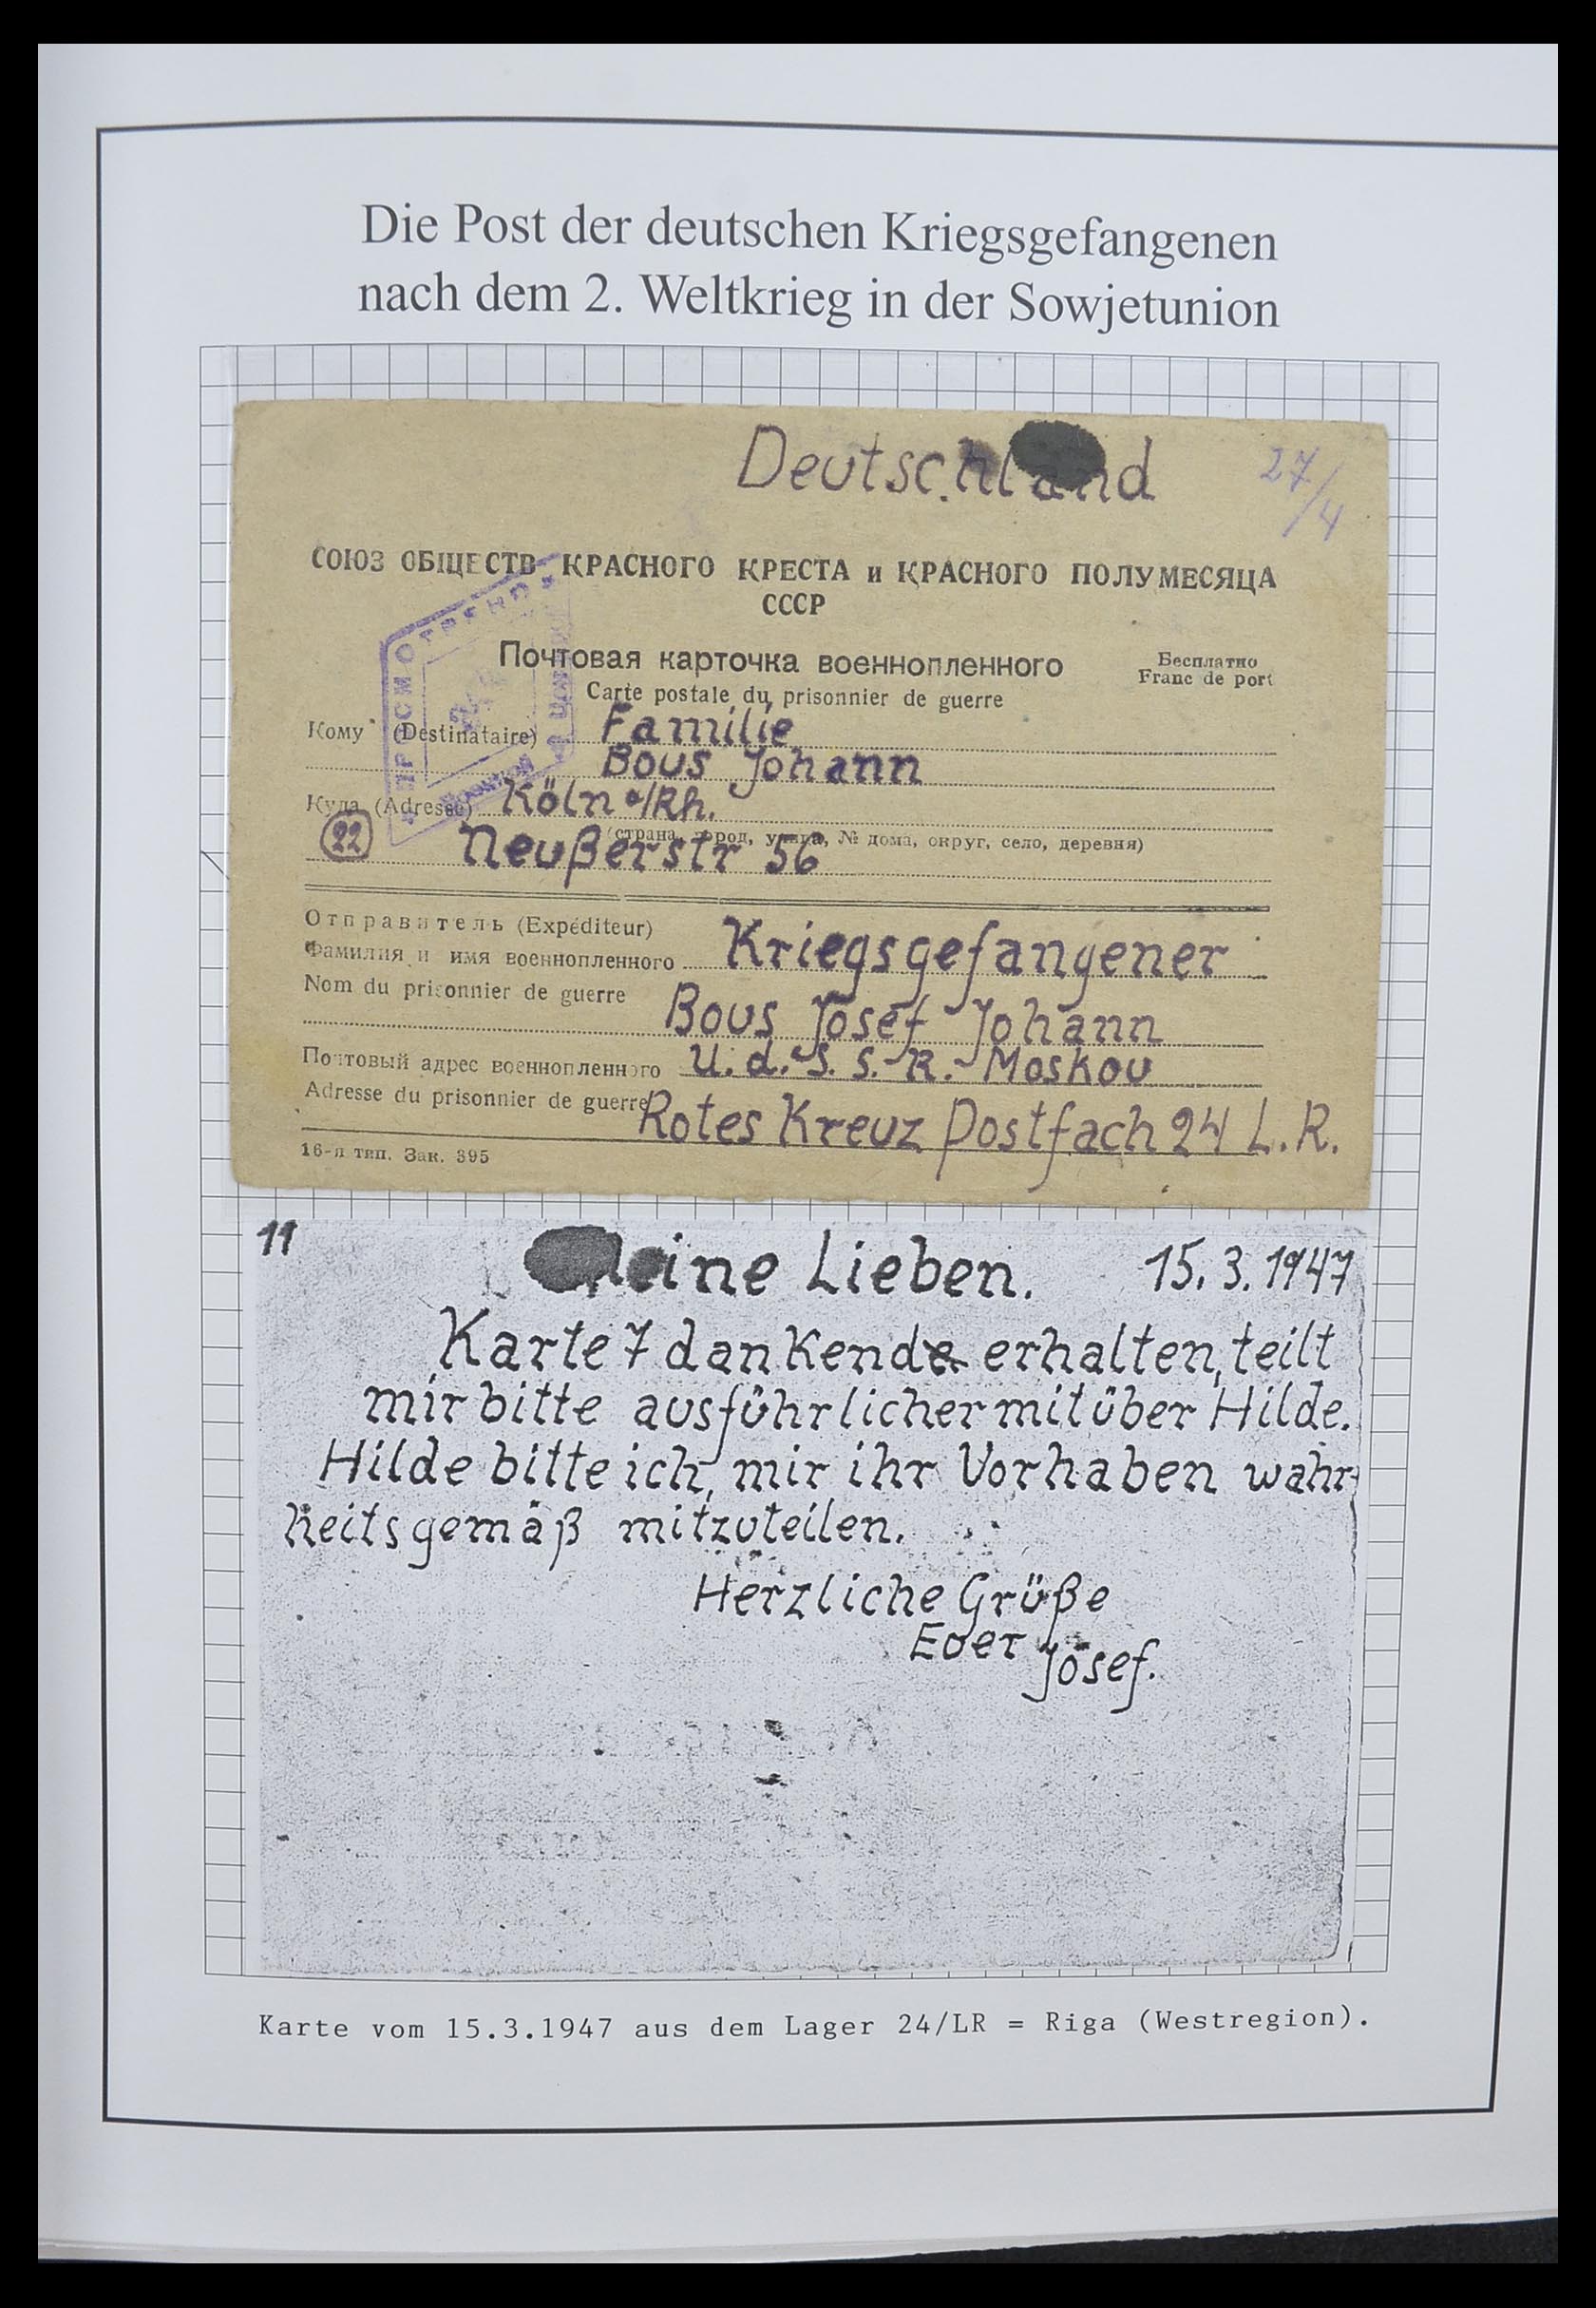 Die Post der deutschen Kriegsgefangenen
nach dem 2. Weltkrieg in der Sowjetunion
Deutschland
27/4
СОЮЗ ОБЩЕСТВ КРАСНОГО КРЕСТА и КРАСНОГО ПОЛУМЕСЯЦА
СССР
Почтовая карточка военнопленного
Бесплатно
Carte postale du prisonnier de guerre
Franc de port
Кому (Destinataire) Familie
Bous Johann
Куда (Adresse) Köln a/Rh.
(страна, город, улица, № дома, округ, село, деревня)
22 Neußerstr 56
Отправитель (Expéditeur)
Фамилия и имя военнопленного Kriegsgefangener
Nom du prisonnier de guerre
Bous Josef Johann
Почтовый адрес военнопленного U.d.S.S.-R.- Moskou
Adresse du prisonnier de guerre Rotes Kreuz Postfach 24 L.R.
16-я тип. Зак. 395
ПРОСМОТРЕНО
11
Meine Lieben. 15.3.1947
Karte 7 dankend erhalten, teilt
mir bitte ausführlicher mit über Hilde.
Hilde bitte ich, mir ihr Vorhaben wahr-
heitsgemäß mitzuteilen.
Herzliche Grüße
Euer Josef.
Karte vom 15.3.1947 aus dem Lager 24/LR = Riga (Westregion).